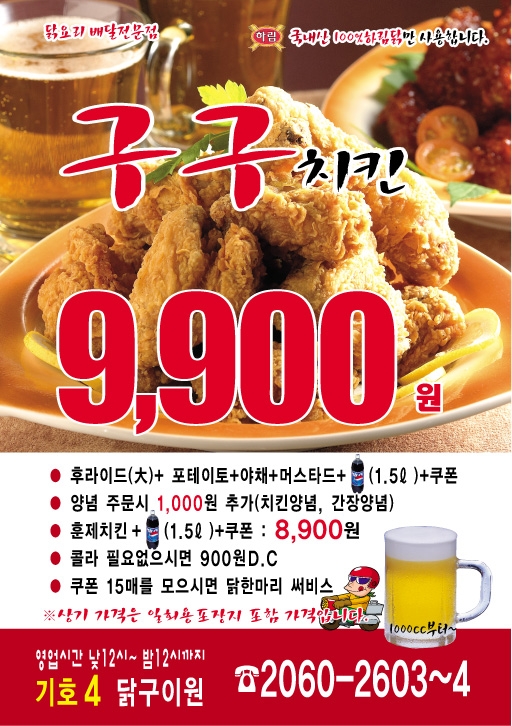 닭요리 배달전문점
하림 국내산 100%하림닭만 사용합니다.
구구치킨
9,900원
● 후라이드(大)+ 포테이토+야채+머스타드+ (1.5ℓ)+쿠폰
● 양념 주문시 1,000원 추가(치킨양념, 간장양념)
● 훈제치킨+ (1.5ℓ)+쿠폰 : 8,900원
● 콜라 필요없으시면 900원D.C
● 쿠폰 15매를 모으시면 닭한마리 써비스
※상기 가격은 일회용포장지 포함 가격입니다.
1000cc부터~
영업시간 낮12시~ 밤12시까지
기호4 닭구이원
☎2060-2603~4